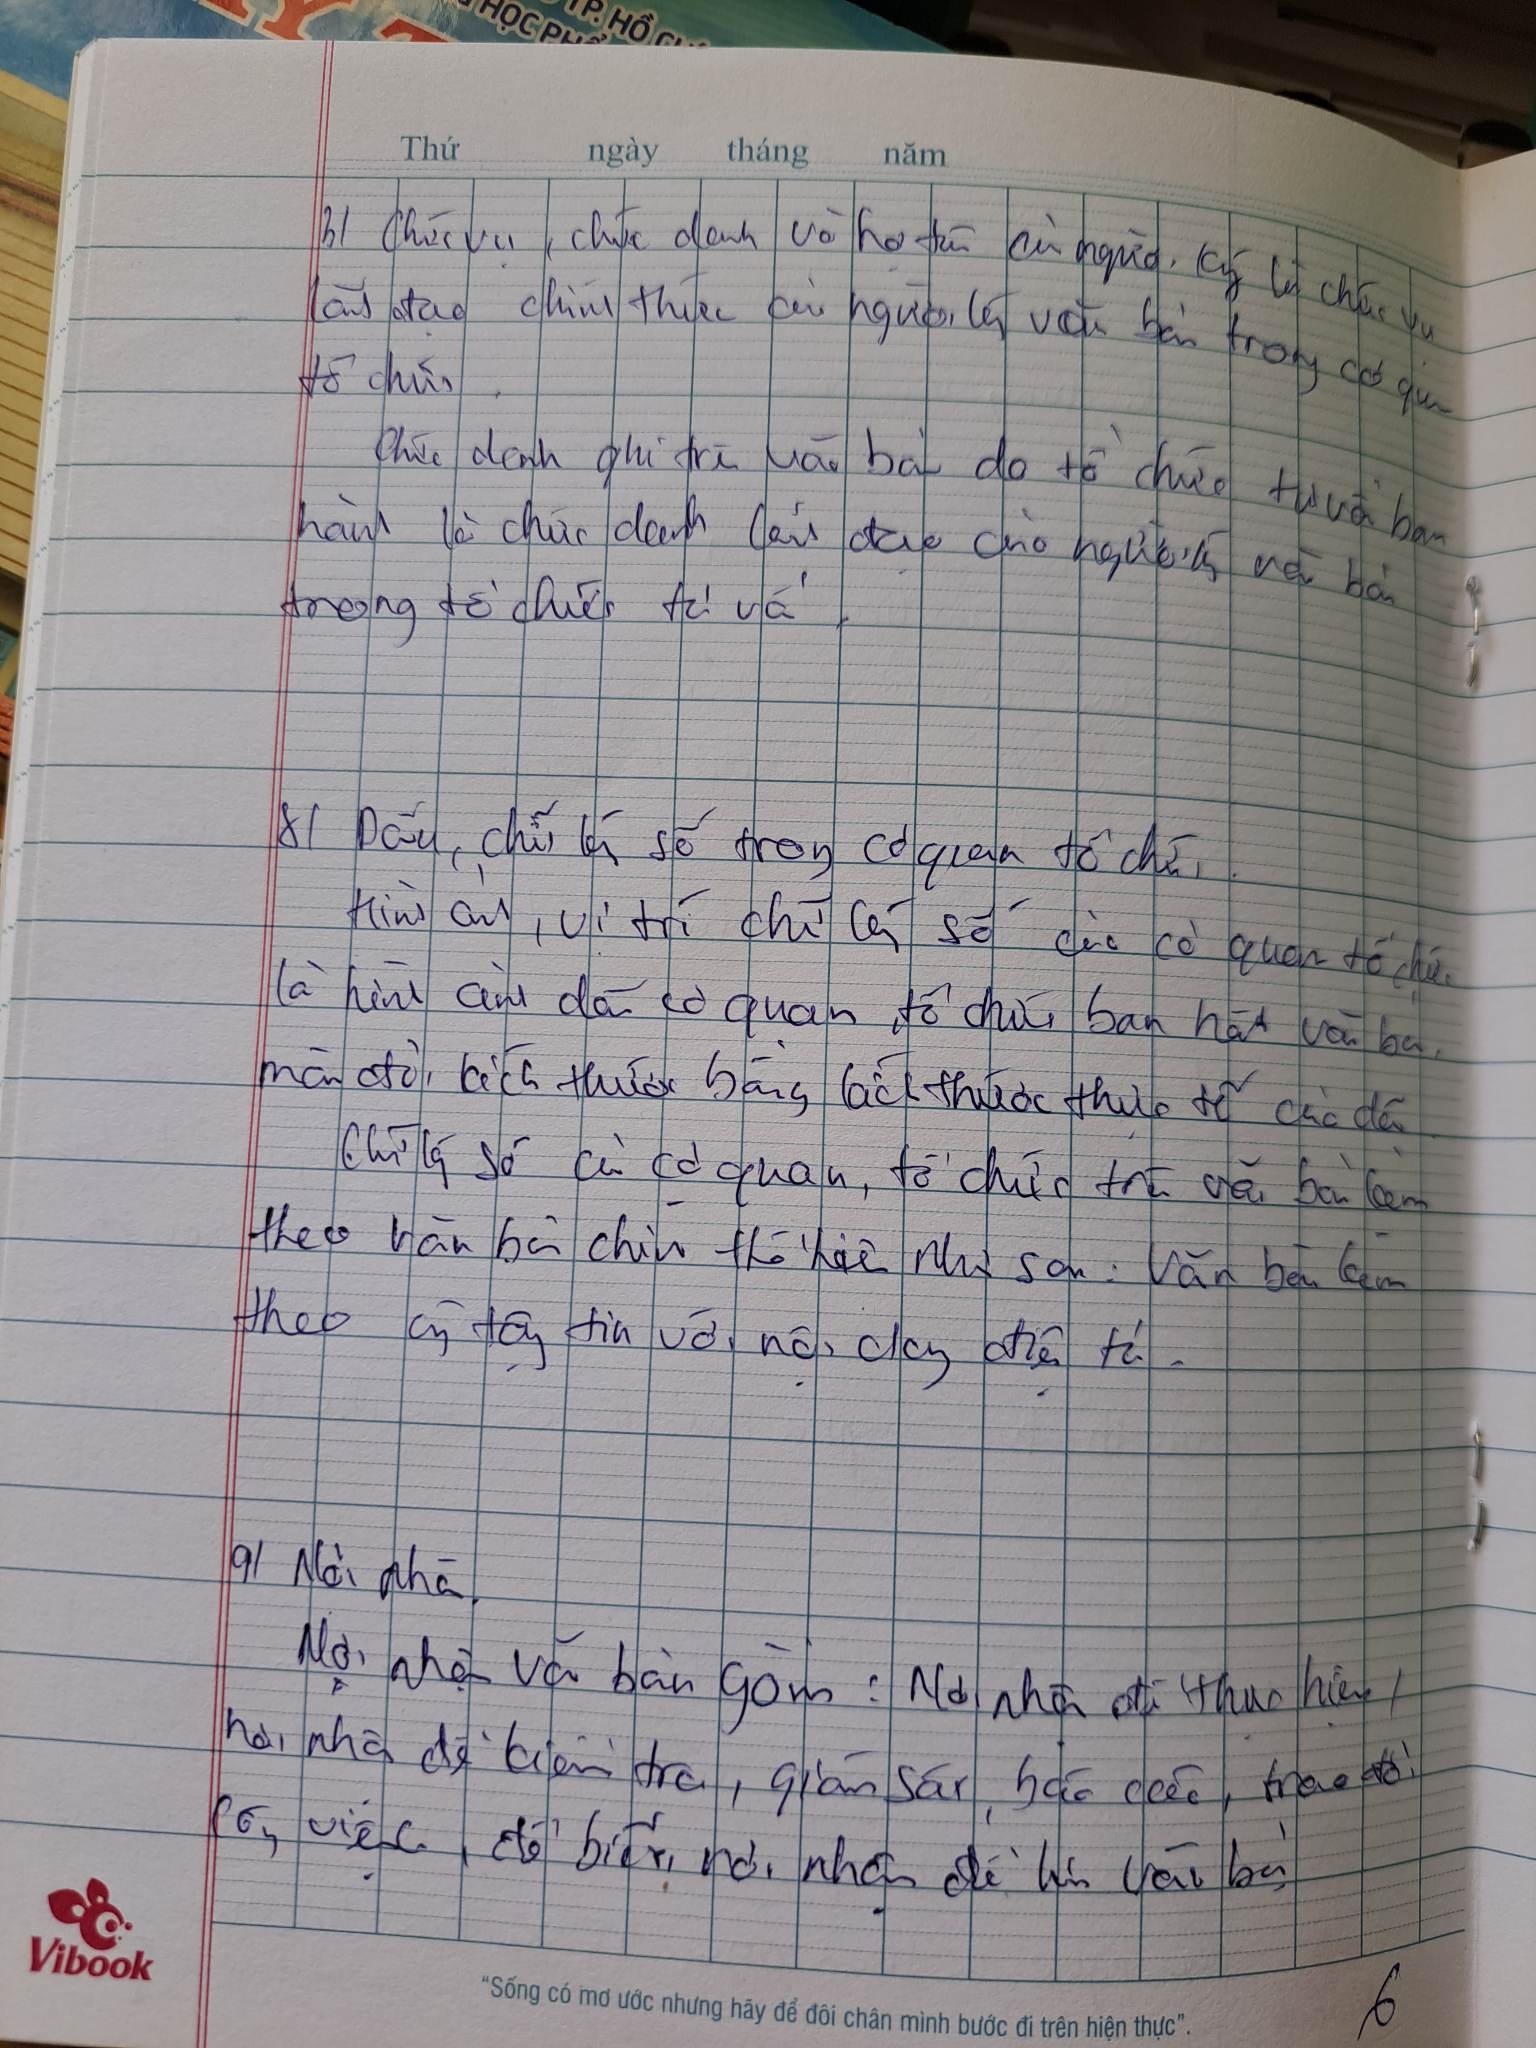 TP. HỒ CHÍ
HỌC PHỔ
Thứ ngày tháng năm
b/ Chức vụ, chức danh và họ tên của người ký là chức vụ
lãnh đạo chính thức của người ký văn bản trong cơ quan
tổ chức.
Chức danh ghi trên văn bản do tổ chức tư vấn ban
hành là chức danh lãnh đạo của người ký văn bản
trong tổ chức tư vấn.
8/ Dấu, chữ ký số trong cơ quan tổ chức.
Hình ảnh, vị trí chữ ký số của cơ quan tổ chức
là hình ảnh dấu cơ quan, tổ chức ban hành văn bản,
màu đỏ, kích thước bằng kích thước thực tế của dấu
Chữ ký số của cơ quan, tổ chức trên văn bản kèm
theo văn bản chính thể hiện như sau: Văn bản kèm
theo cùng tập tin với nội dung điện tử.
9/ Nơi nhận.
Nơi nhận văn bản gồm: Nơi nhận để thực hiện,
nơi nhận để kiểm tra, giám sát, báo cáo, trao đổi
công việc, để biết, nơi nhận để lưu văn bản
Vibook
"Sống có mơ ước nhưng hãy để đôi chân mình bước đi trên hiện thực".
6